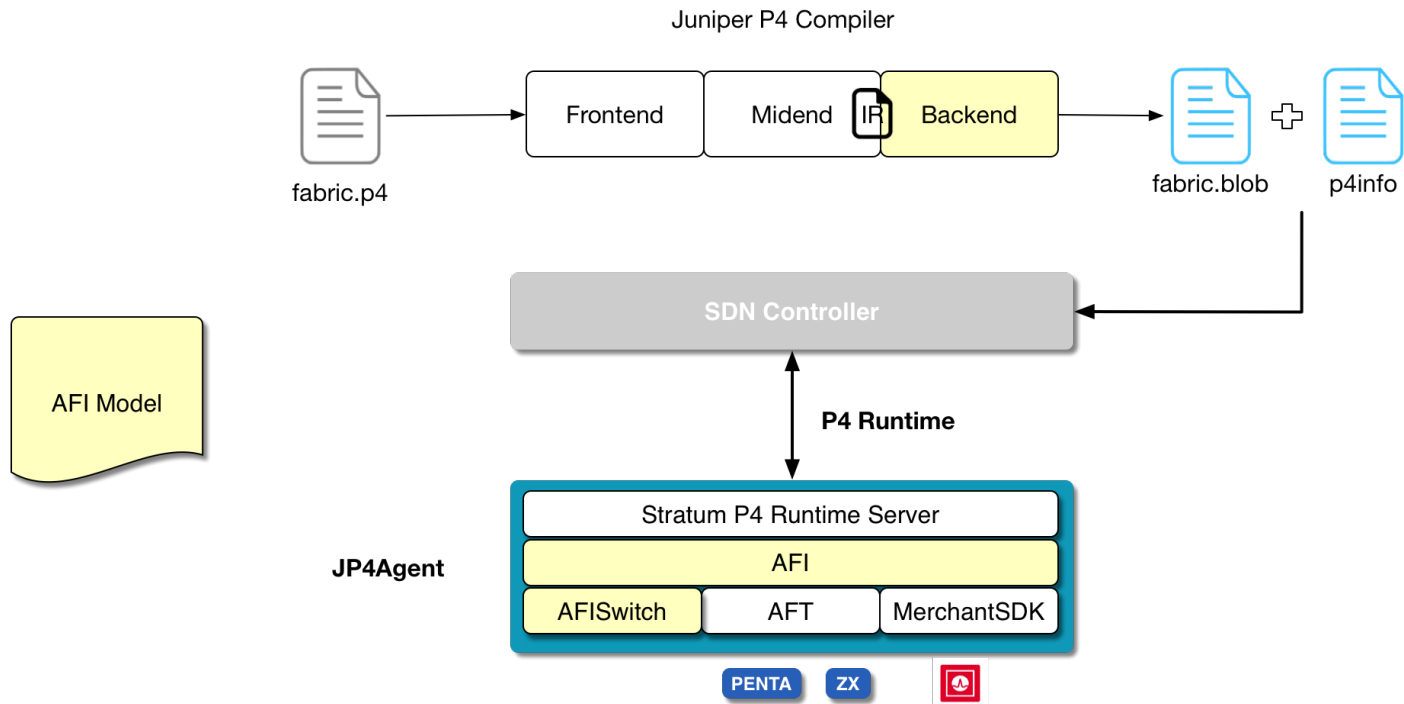 Juniper P4 Compiler
Frontend
Midend
IR
Backend
fabric.p4
fabric.blob
p4info
SDN Controller
AFI Model
P4 Runtime
Stratum P4 Runtime Server
JP4Agent
AFI
AFISwitch
AFT
MerchantSDK
PENTA
ZX